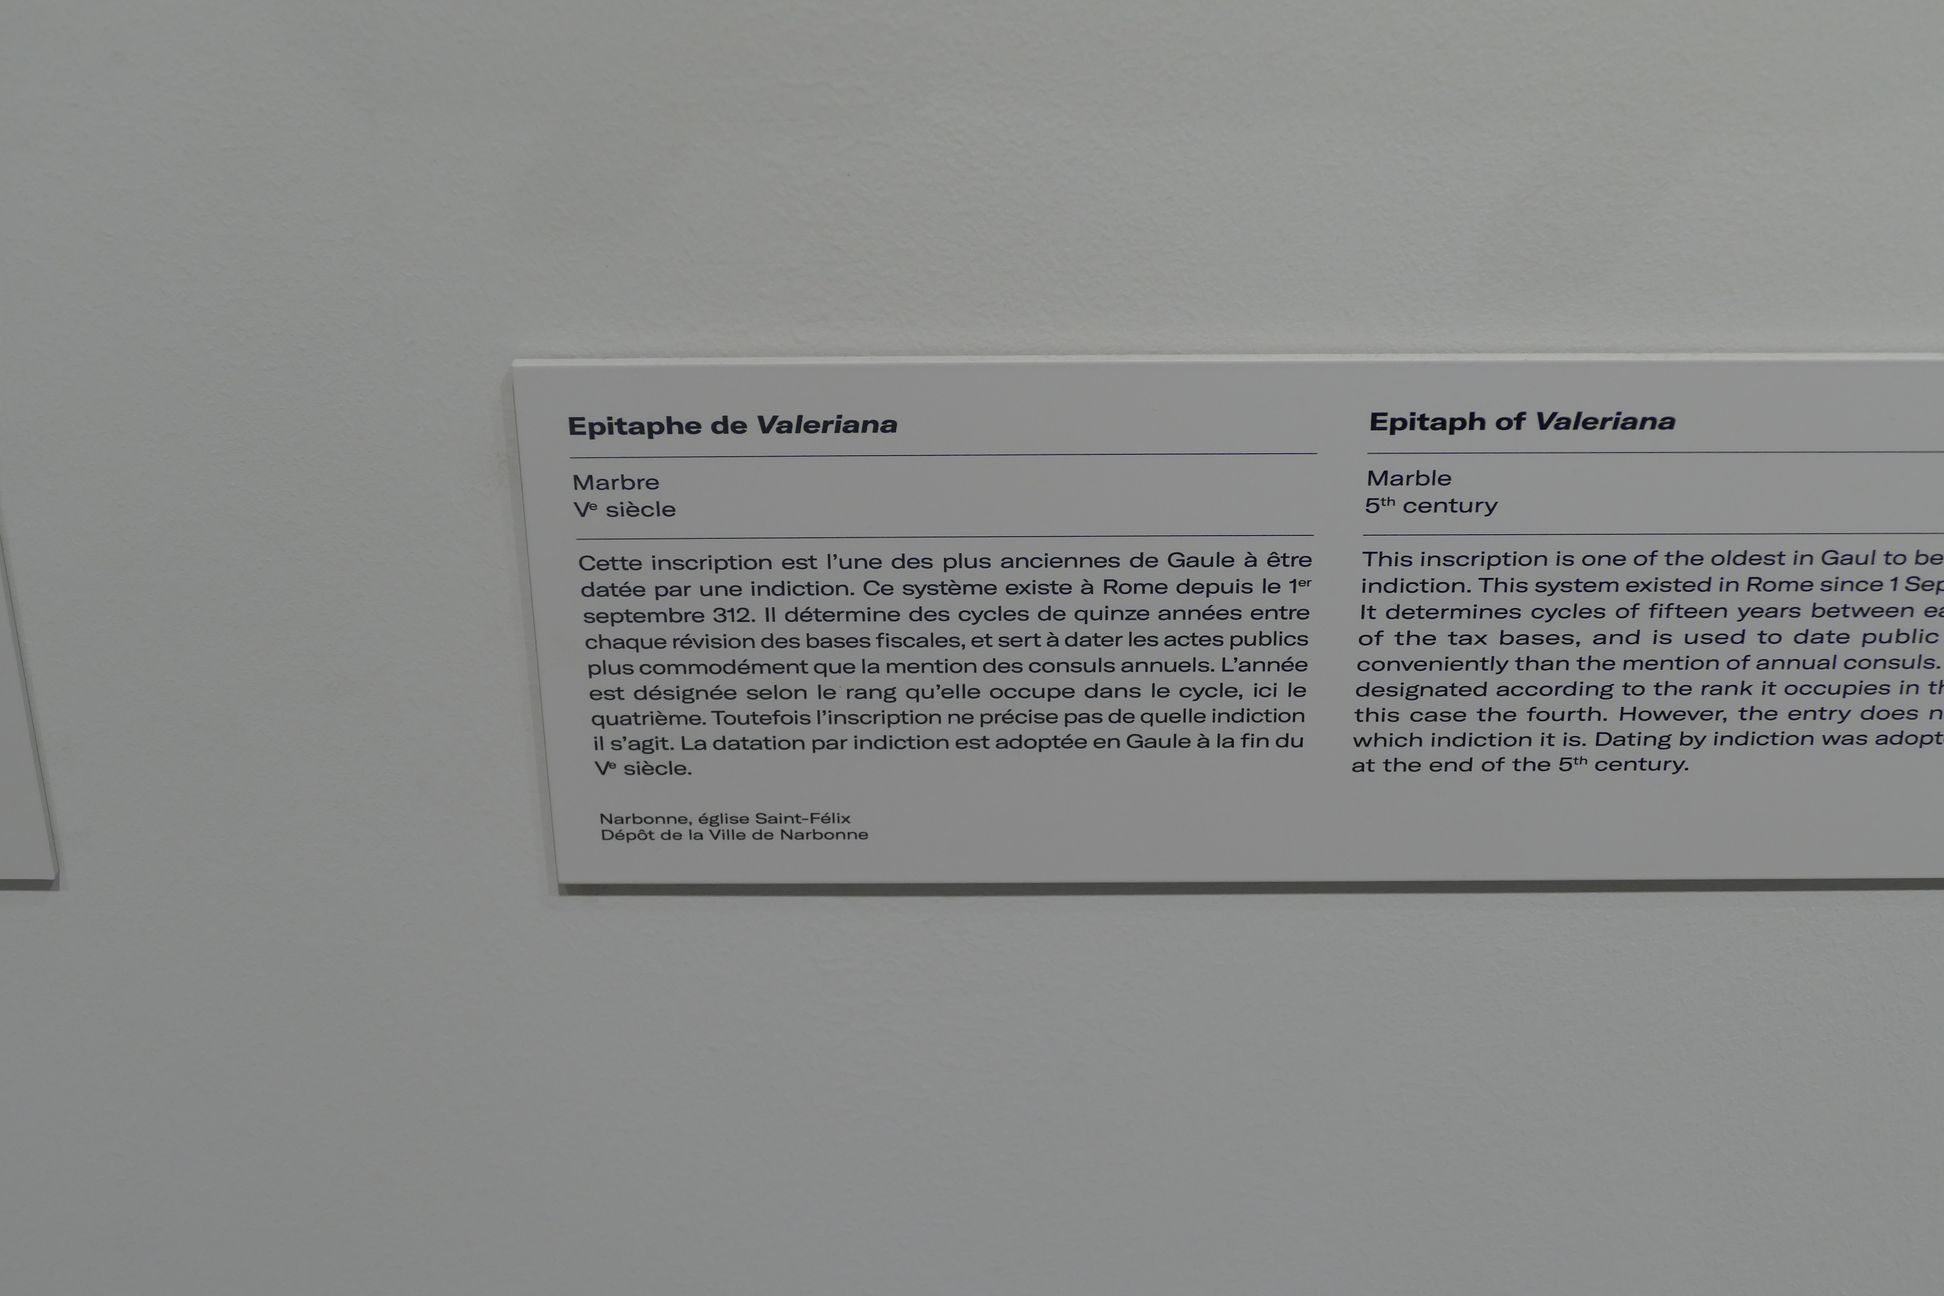 Epitaphe de Valeriana
Marbre
Ve siècle
Cette inscription est l’une des plus anciennes de Gaule à être
datée par une indiction. Ce système existe à Rome depuis le 1er
septembre 312. Il détermine des cycles de quinze années entre
chaque révision des bases fiscales, et sert à dater les actes publics
plus commodément que la mention des consuls annuels. L’année
est désignée selon le rang qu’elle occupe dans le cycle, ici le
quatrième. Toutefois l’inscription ne précise pas de quelle indiction
il s’agit. La datation par indiction est adoptée en Gaule à la fin du
Ve siècle.
Narbonne, église Saint-Félix
Dépôt de la Ville de Narbonne
Epitaph of Valeriana
Marble
5th century
This inscription is one of the oldest in Gaul to be
indiction. This system existed in Rome since 1 Sep
It determines cycles of fifteen years between
of the tax bases, and is used to date public
conveniently than the mention of annual consuls.
designated according to the rank it occupies in
this case the fourth. However, the entry does
which indiction it is. Dating by indiction was adopt
at the end of the 5th century.